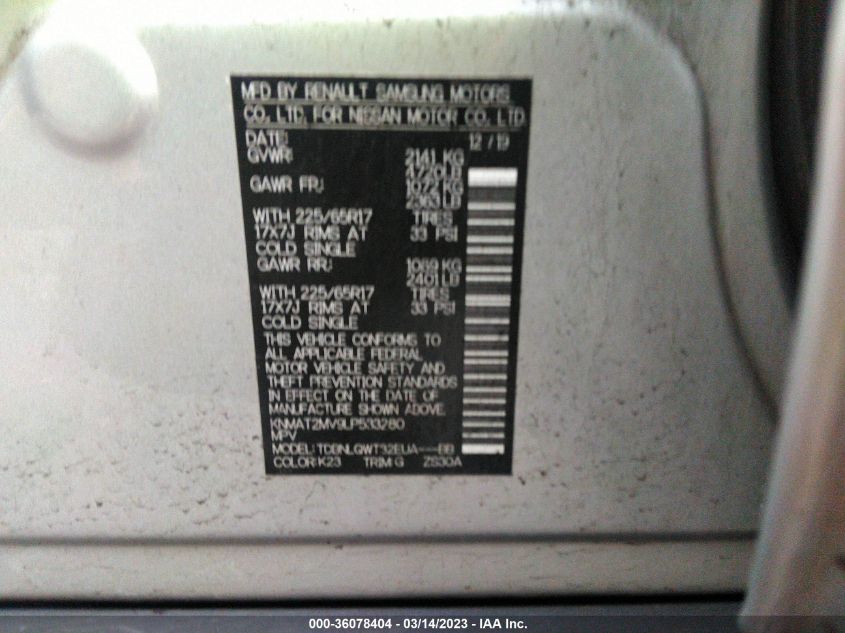 MFD BY RENAULT SAMSUNG MOTORS
CO., LTD. FOR NISSAN MOTOR CO., LTD.
DATE: 12 / 19
GVWR: 2141 KG
4720LB
GAWR FR: 1072 KG
2363 LB
WITH 225/65R17 TIRES
17X7J RIMS AT 33 PSI
COLD SINGLE
GAWR RR: 1089 KG
2401 LB
WITH 225/65R17 TIRES
17X7J RIMS AT 33 PSI
COLD SINGLE
THIS VEHICLE CONFORMS TO
ALL APPLICABLE FEDERAL
MOTOR VEHICLE SAFETY AND
THEFT PREVENTION STANDARDS
IN EFFECT ON THE DATE OF
MANUFACTURE SHOWN ABOVE.
KNMAT2MV9LP533280
MPV
MODEL: TDBNLQWT32EUA---BB
COLOR: K23 TRIM: G ZS30A
000-36078404 - 03/14/2023 - IAA Inc.